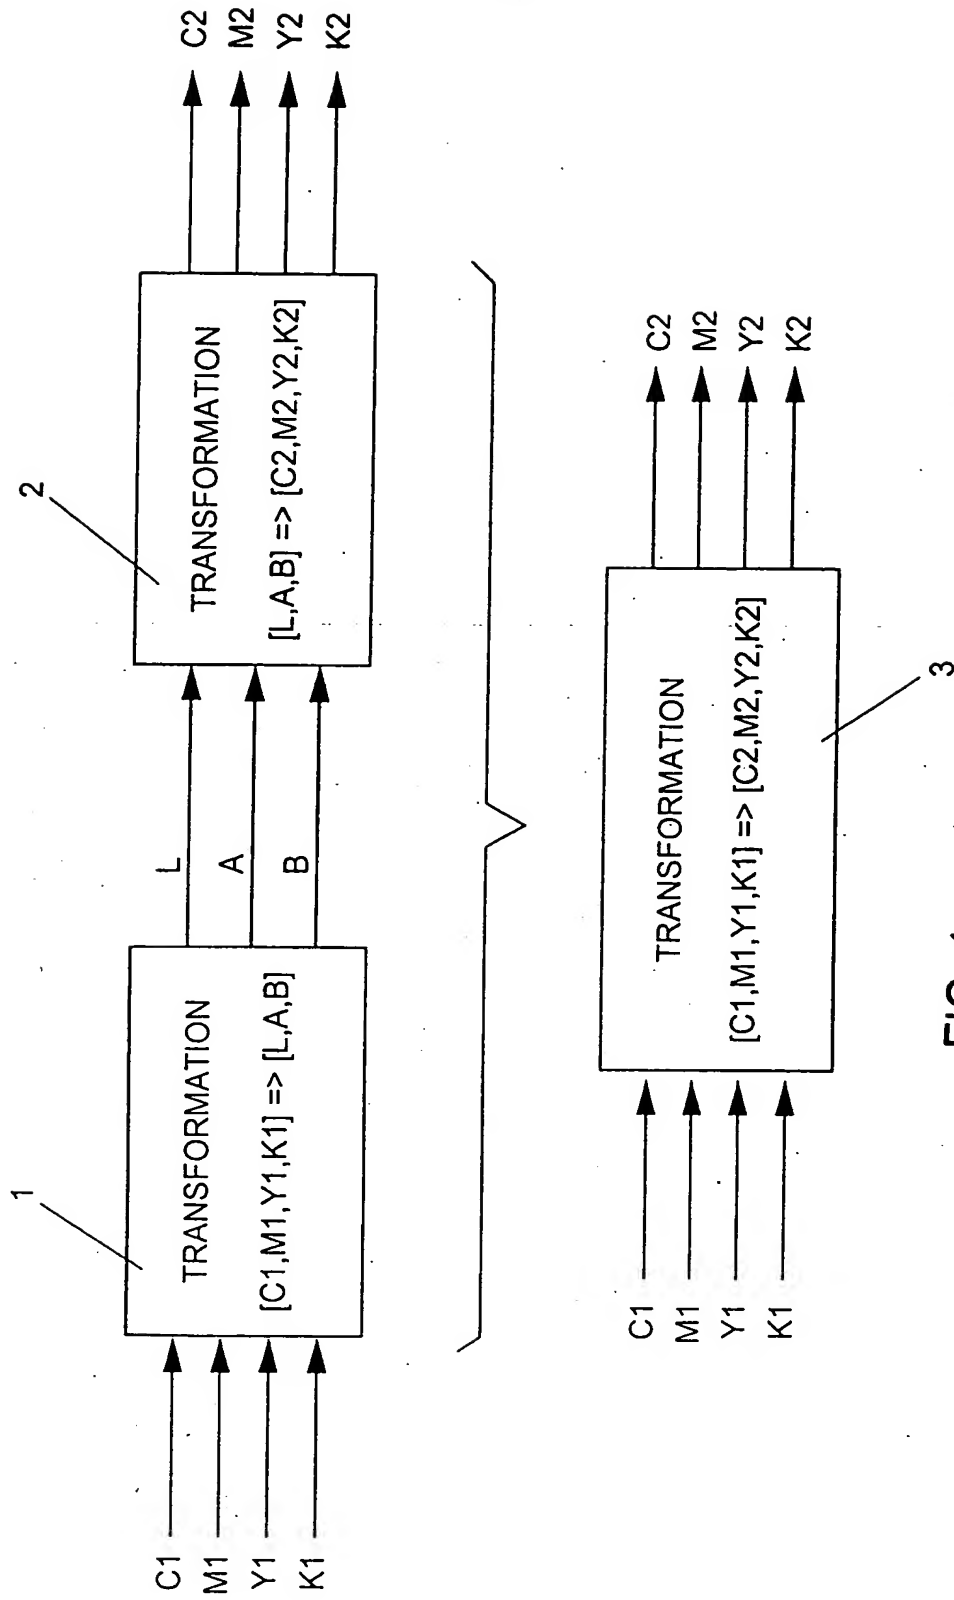 1
2
C1
M1
Y1
K1
TRANSFORMATION
[C1,M1,Y1,K1] => [L,A,B]
L
A
B
TRANSFORMATION
[L,A,B] => [C2,M2,Y2,K2]
C2
M2
Y2
K2
C1
M1
Y1
K1
TRANSFORMATION
[C1,M1,Y1,K1] => [C2,M2,Y2,K2]
C2
M2
Y2
K2
3
FIG.